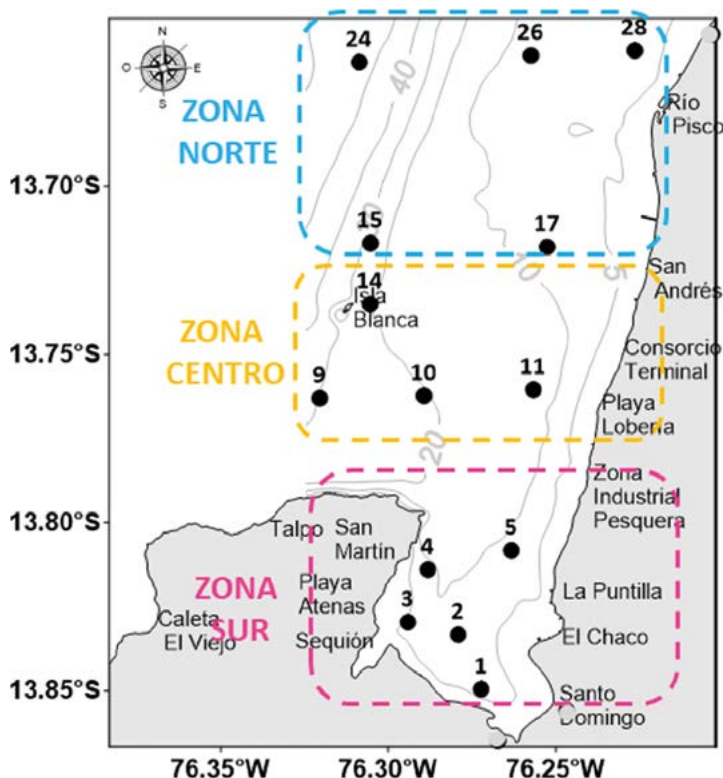 N
O
E
S
24
26
28
40
ZONA
NORTE
Río
Pisco
13.70°S
15
17
10
5
San
Andrés
14
Isla
Blanca
ZONA
CENTRO
13.75°S
Consorcio
Terminal
9
10
11
Playa
Lobería
20
Zona
Industrial
Pesquera
13.80°S
Talpo
San
Martín
5
4
ZONA
SUR
Playa
Atenas
La Puntilla
3
2
Caleta
El Viejo
Sequión
El Chaco
1
13.85°S
Santo
Domingo
76.35°W
76.30°W
76.25°W